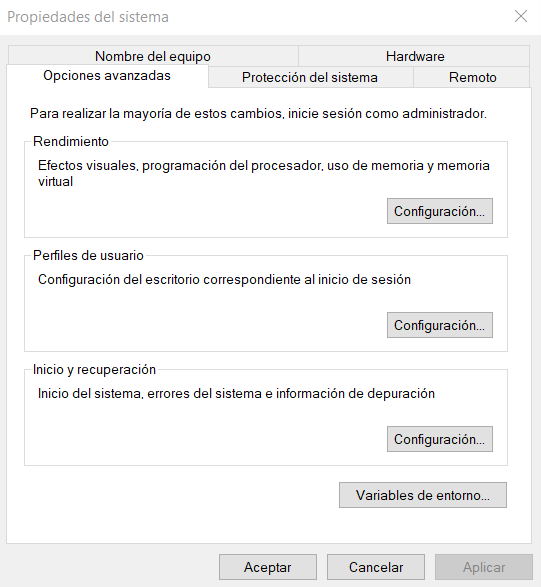 Propiedades del sistema
Nombre del equipo
Hardware
Opciones avanzadas
Protección del sistema
Remoto
Para realizar la mayoría de estos cambios, inicie sesión como administrador.
Rendimiento
Efectos visuales, programación del procesador, uso de memoria y memoria
virtual
Configuración...
Perfiles de usuario
Configuración del escritorio correspondiente al inicio de sesión
Configuración...
Inicio y recuperación
Inicio del sistema, errores del sistema e información de depuración
Configuración...
Variables de entorno...
Aceptar
Cancelar
Aplicar